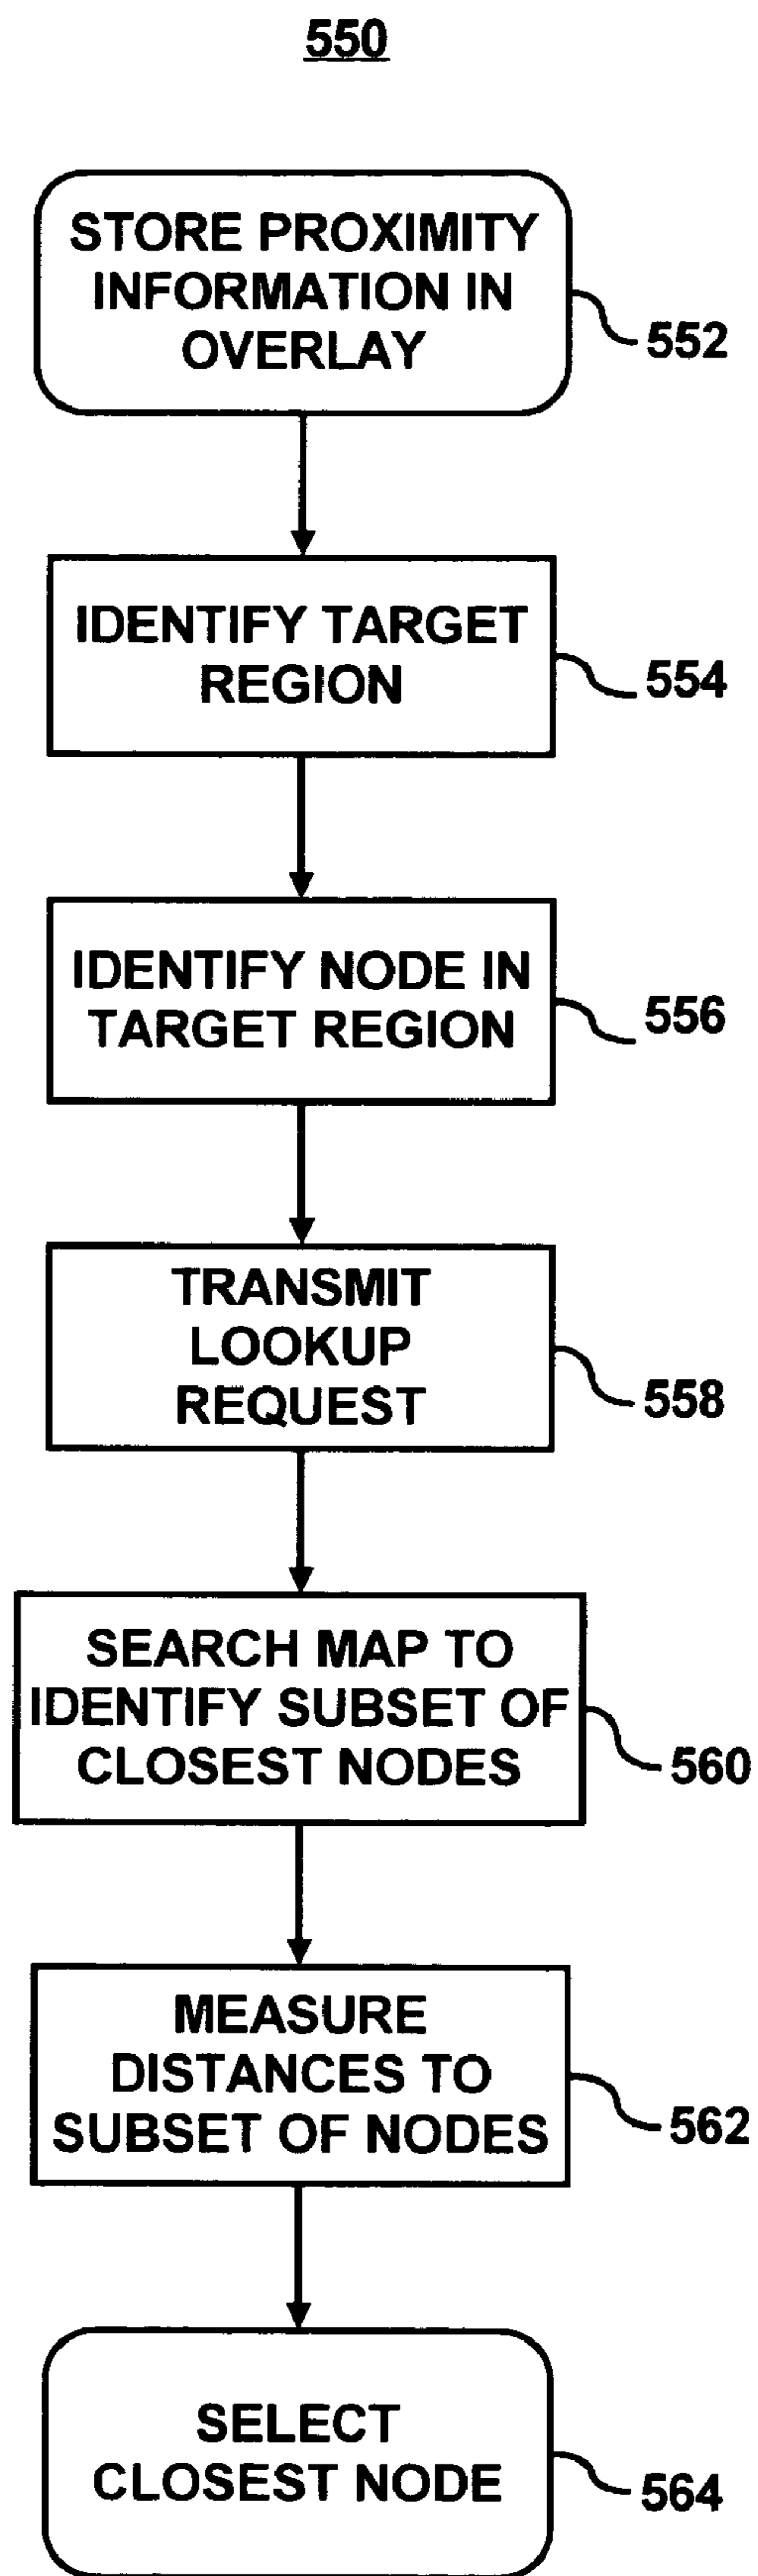 550
STORE PROXIMITY
INFORMATION IN
OVERLAY
552
IDENTIFY TARGET
REGION
554
IDENTIFY NODE IN
TARGET REGION
556
TRANSMIT
LOOKUP
REQUEST
558
SEARCH MAP TO
IDENTIFY SUBSET OF
CLOSEST NODES
560
MEASURE
DISTANCES TO
SUBSET OF NODES
562
SELECT
CLOSEST NODE
564